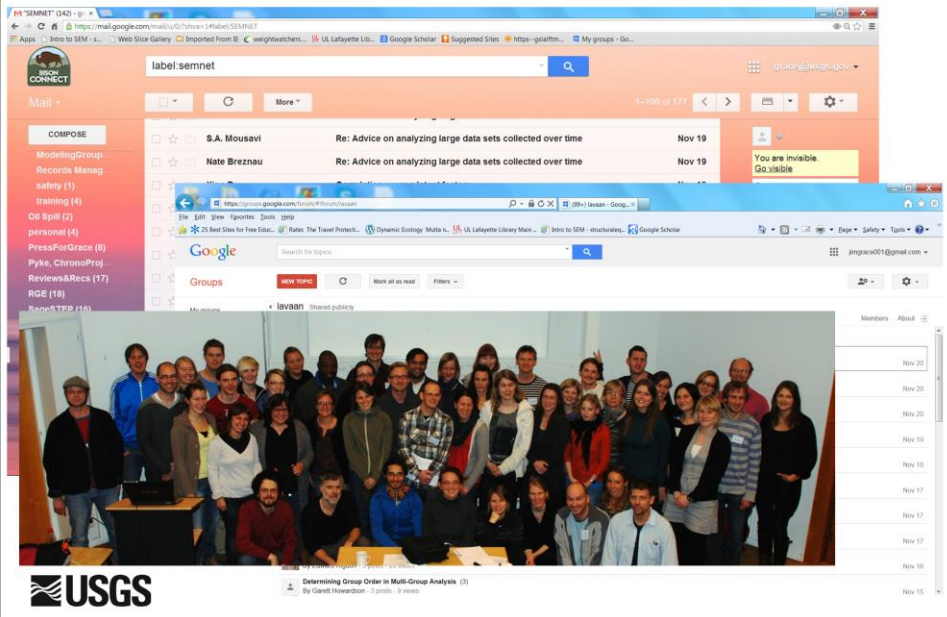 M "SEMNET" (142) - gr
https://mail.google.com/mail/u/0/?shva=1#label/SEMNET
Apps Intro to SEM - s... Web Slice Gallery Imported From IE weightwatchers... UL Lafayette Lib... Google Scholar Suggested Sites My groups - Goo...
BISON
CONNECT
label:semnet
Mail
More
1–100 of 177
COMPOSE
ModelingGroup
Records Manag
safety (1)
training (4)
Oil Spill (2)
personal (4)
PressForGrace (8)
Pyke, ChronoProj
Reviews&Recs (17)
RGE (18)
SageSTEP (16)
S.A. Mousavi Re: Advice on analyzing large data sets collected over time Nov 19
Nate Breznau Re: Advice on analyzing large data sets collected over time Nov 19
You are invisible.
Go visible
https://groups.google.com/forum/#!forum/lavaan
(99+) lavaan - Goog...
File Edit View Favorites Tools Help
25 Best Sites for Free Educ... Rates The Travel Protecti... Dynamic Ecology Multa n... UL Lafayette Library Main ... Intro to SEM - structuraleq... Google Scholar
Page Safety Tools
Google
Search for topics
jimgrace001@gmail.com
Groups
NEW TOPIC
Mark all as read
Filters
My groups
lavaan Shared publicly
Members About
Nov 20
Nov 20
Nov 20
Nov 19
Nov 18
Nov 17
Nov 17
Nov 17
Nov 16
Determining Group Order in Multi-Group Analysis (3)
By Garett Howardson - 3 posts - 9 views
Nov 15
USGS